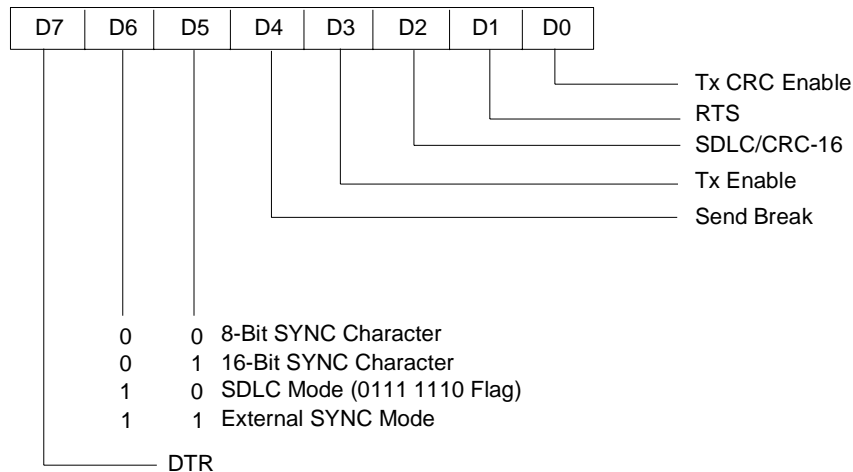 D7 D6 D5 D4 D3 D2 D1 D0
Tx CRC Enable
RTS
SDLC/CRC-16
Tx Enable
Send Break
0 0 8-Bit SYNC Character
0 1 16-Bit SYNC Character
1 0 SDLC Mode (0111 1110 Flag)
1 1 External SYNC Mode
DTR